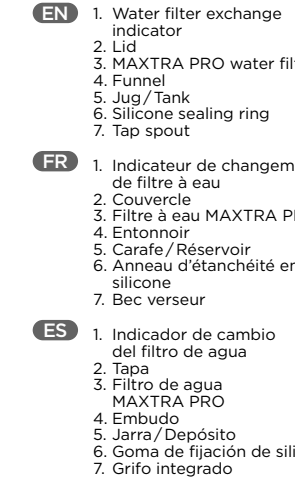 EN 1. Water filter exchange
indicator
2. Lid
3. MAXTRA PRO water
4. Funnel
5. Jug/Tank
6. Silicone sealing ring
7. Tap spout
FR 1. Indicateur de
de filtre à eau
2. Couvercle
3. Filtre à eau MAXTRA
4. Entonnoir
5. Carafe/Réservoir
6. Anneau d'étanchéité
silicone
7. Bec verseur
ES 1. Indicador de cambio
del filtro de agua
2. Tapa
3. Filtro de agua
MAXTRA PRO
4. Embudo
5. Jarra/Depósito
6. Goma de fijación de
7. Grifo integrado